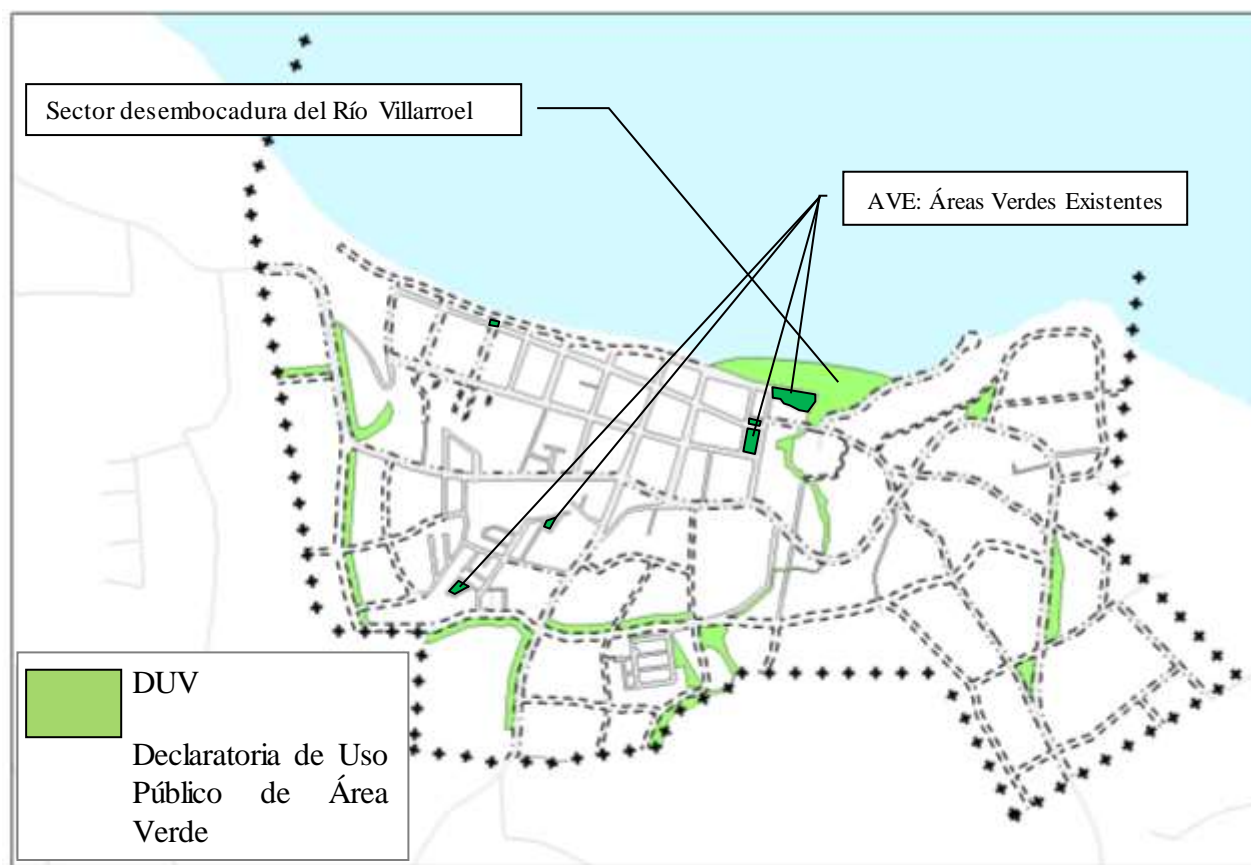 Sector desembocadura del Río Villarroel
AVE: Áreas Verdes Existentes
DUV
Declaratoria de Uso
Público de Área
Verde